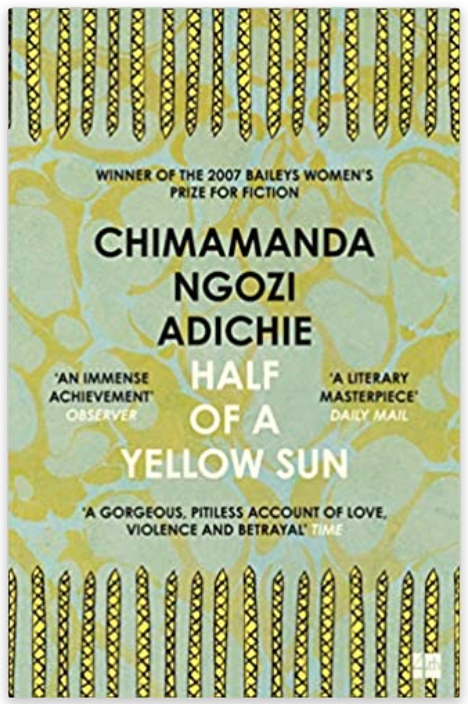 WINNER OF THE 2007 BAILEYS WOMEN'S
PRIZE FOR FICTION
CHIMAMANDA
NGOZI
ADICHIE
HALF
OF A
YELLOW SUN
'AN IMMENSE
ACHIEVEMENT'
OBSERVER
'A LITERARY
MASTERPIECE'
DAILY MAIL
'A GORGEOUS, PITILESS ACCOUNT OF LOVE,
VIOLENCE AND BETRAYAL' TIME
4th